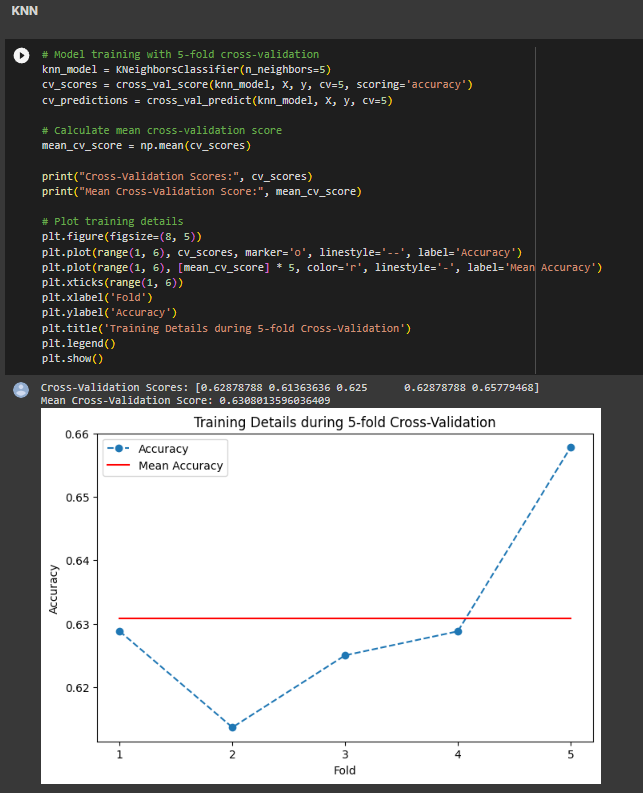 KNN
# Model training with 5-fold cross-validation
knn_model = KNeighborsClassifier(n_neighbors=5)
cv_scores = cross_val_score(knn_model, X, y, cv=5, scoring='accuracy')
cv_predictions = cross_val_predict(knn_model, X, y, cv=5)
# Calculate mean cross-validation score
mean_cv_score = np.mean(cv_scores)
print("Cross-Validation Scores:", cv_scores)
print("Mean Cross-Validation Score:", mean_cv_score)
# Plot training details
plt.figure(figsize=(8, 5))
plt.plot(range(1, 6), cv_scores, marker='o', linestyle='--', label='Accuracy')
plt.plot(range(1, 6), [mean_cv_score] * 5, color='r', linestyle='-', label='Mean Accuracy')
plt.xticks(range(1, 6))
plt.xlabel('Fold')
plt.ylabel('Accuracy')
plt.title('Training Details during 5-fold Cross-Validation')
plt.legend()
plt.show()
Cross-Validation Scores: [0.62878788 0.61363636 0.625      0.62878788 0.65779468]
Mean Cross-Validation Score: 0.6308013596036409
Training Details during 5-fold Cross-Validation
Accuracy
Mean Accuracy
0.66
0.65
0.64
0.63
0.62
Accuracy
1 2 3 4 5
Fold